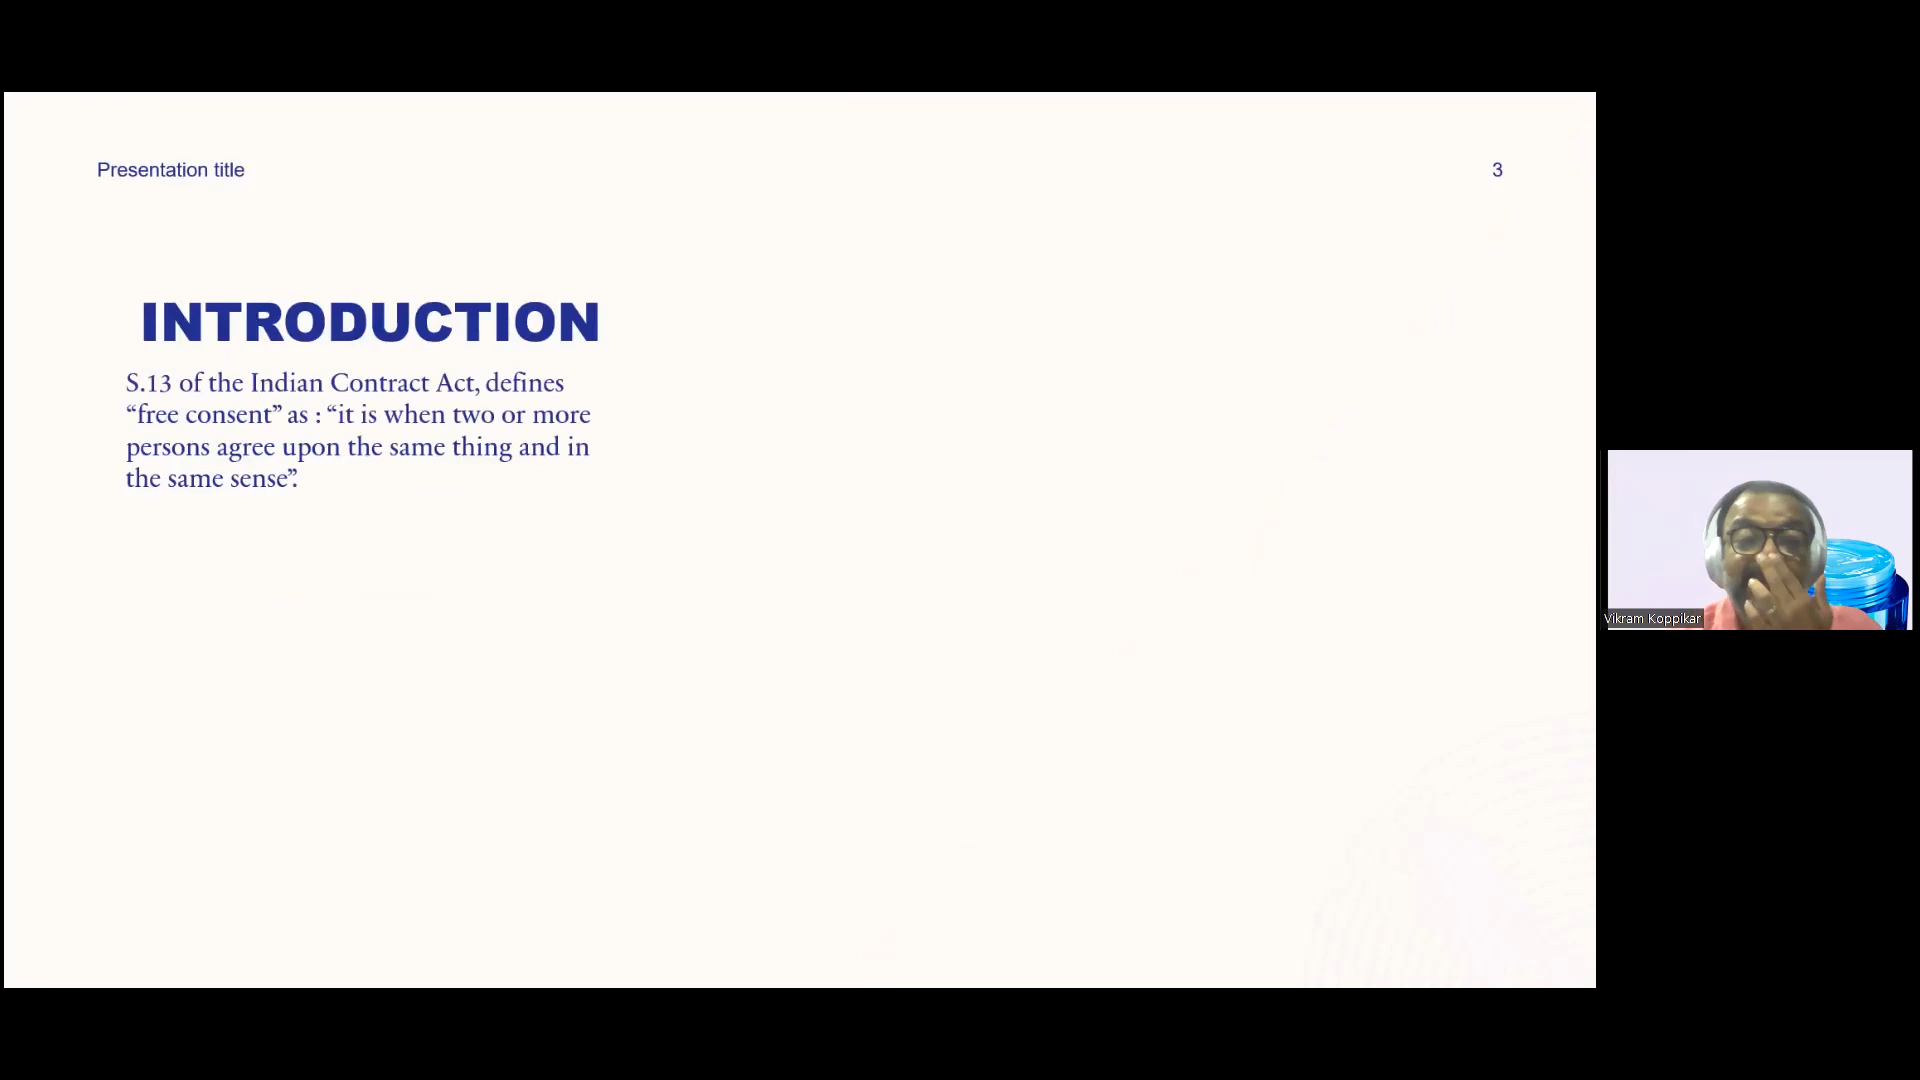 Presentation title
3
INTRODUCTION
S.13 of the Indian Contract Act, defines
“free consent” as : “it is when two or more
persons agree upon the same thing and in
the same sense”.
Vikram Koppikar